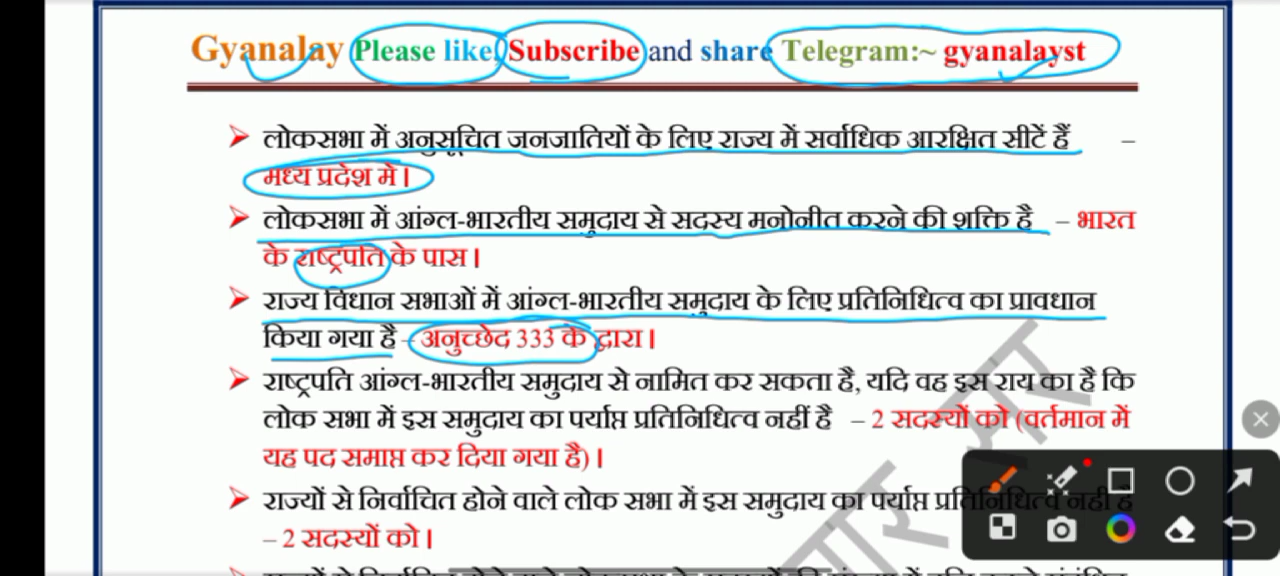 Gyanalay Please like, Subscribe and share Telegram:~ gyanalayst
➢ लोकसभा में अनुसूचित जनजातियों के लिए राज्य में सर्वाधिक आरक्षित सीटें हैं –
मध्य प्रदेश मे।
➢ लोकसभा में आंग्ल-भारतीय समुदाय से सदस्य मनोनीत करने की शक्ति है – भारत
के राष्ट्रपति के पास।
➢ राज्य विधान सभाओं में आंग्ल-भारतीय समुदाय के लिए प्रतिनिधित्व का प्रावधान
किया गया है – अनुच्छेद 333 के द्वारा।
➢ राष्ट्रपति आंग्ल-भारतीय समुदाय से नामित कर सकता है, यदि वह इस राय का है कि
लोक सभा में इस समुदाय का पर्याप्त प्रतिनिधित्व नहीं है – 2 सदस्यों को (वर्तमान में
यह पद समाप्त कर दिया गया है)।
➢ राज्यों से निर्वाचित होने वाले लोक सभा में इस समुदाय का पर्याप्त प्रतिनिधित्व नहीं है
– 2 सदस्यों को।